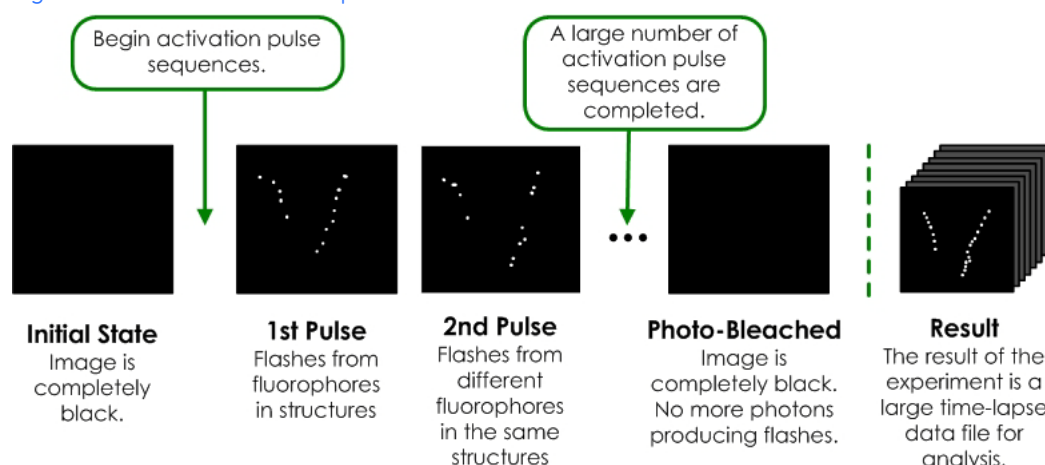 Begin activation pulse
sequences.
A large number of
activation pulse
sequences are
completed.
Initial State
Image is
completely
black.
1st Pulse
Flashes from
fluorophores
in structures
2nd Pulse
Flashes from
different
fluorophores
in the same
structures
Photo-Bleached
Image is
completely black.
No more photons
producing flashes.
Result
The result of the
experiment is a
large time-lapse
data file for
analysis.